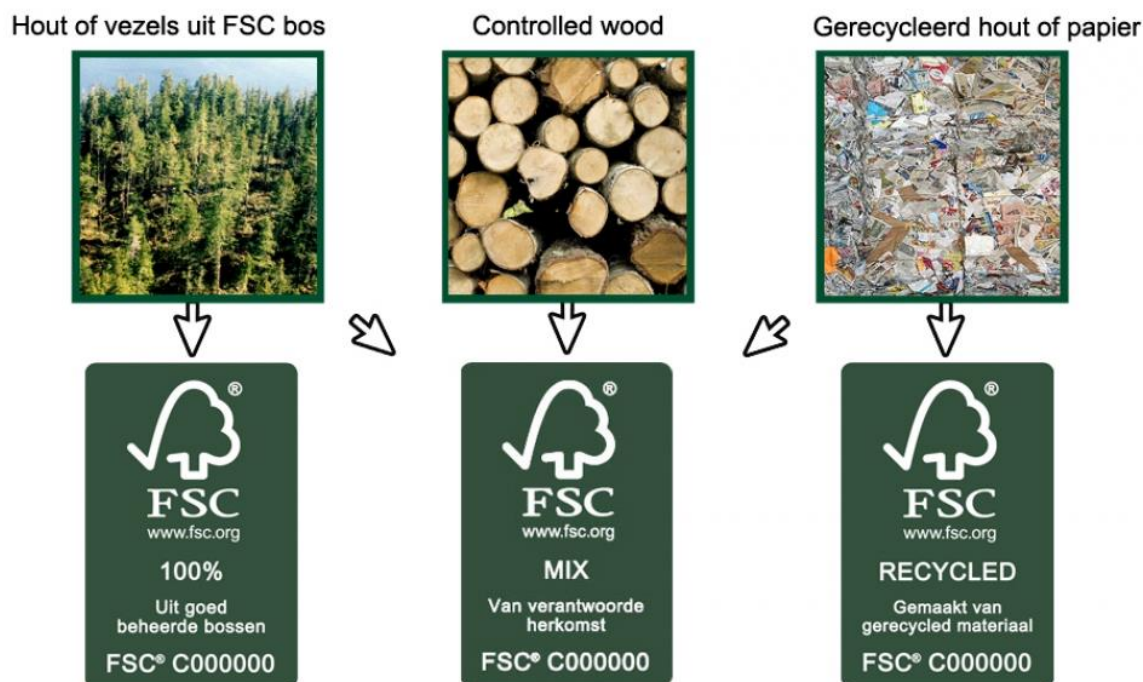 Hout of vezels uit FSC bos
Controlled wood
Gerecycleerd hout of papier
®
FSC
www.fsc.org
100%
Uit goed
beheerde bossen
FSC® C000000
®
FSC
www.fsc.org
MIX
Van verantwoorde
herkomst
FSC® C000000
®
FSC
www.fsc.org
RECYCLED
Gemaakt van
gerecycled materiaal
FSC® C000000